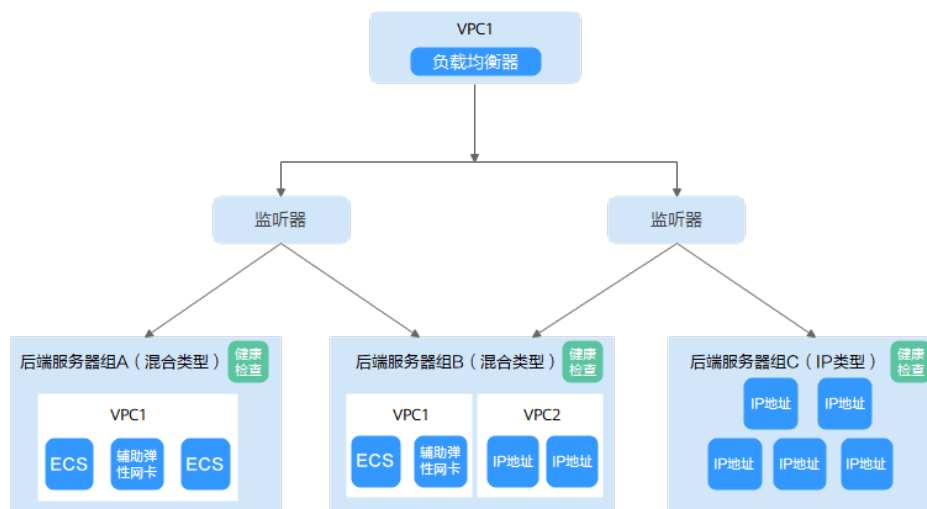 VPC1
负载均衡器
监听器
监听器
后端服务器组A（混合类型）
健康
检查
VPC1
ECS
辅助弹
性网卡
ECS
后端服务器组B（混合类型）
健康
检查
VPC1
ECS
辅助弹
性网卡
VPC2
IP地址
IP地址
后端服务器组C（IP类型）
健康
检查
IP地址
IP地址
IP地址
IP地址
IP地址